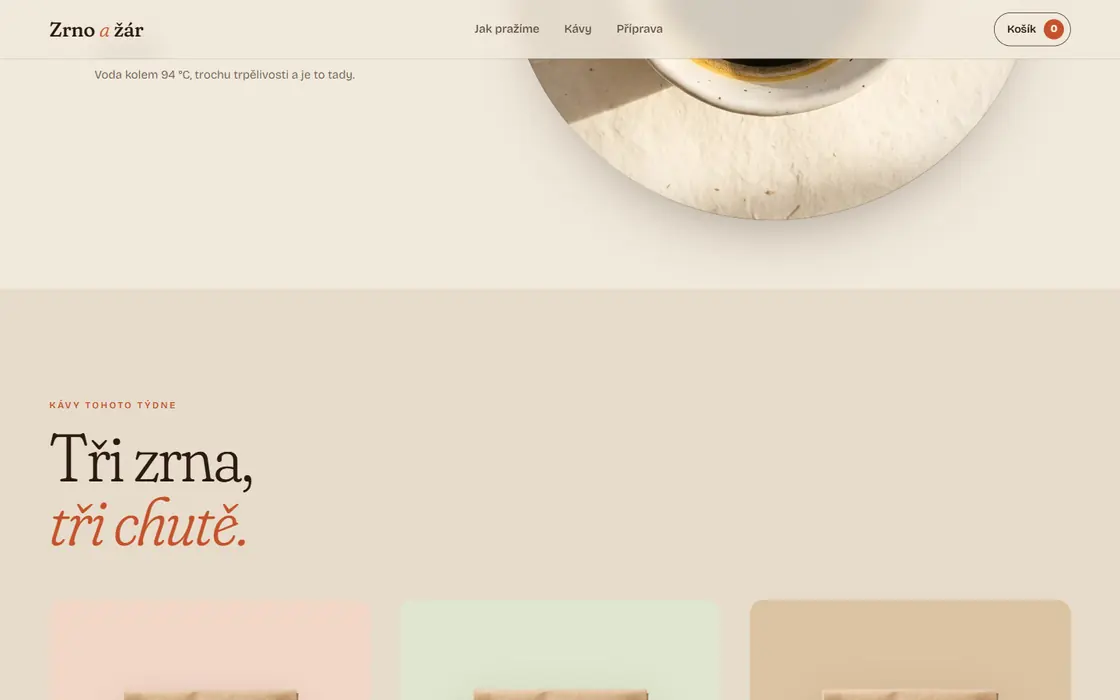 Zrno a žár
Jak pražíme
Kávy
Příprava
Košík 0
Voda kolem 94 °C, trochu trpělivosti a je to tady.
KÁVY TOHOTO TÝDNE
Tři zrna,
tři chutě.